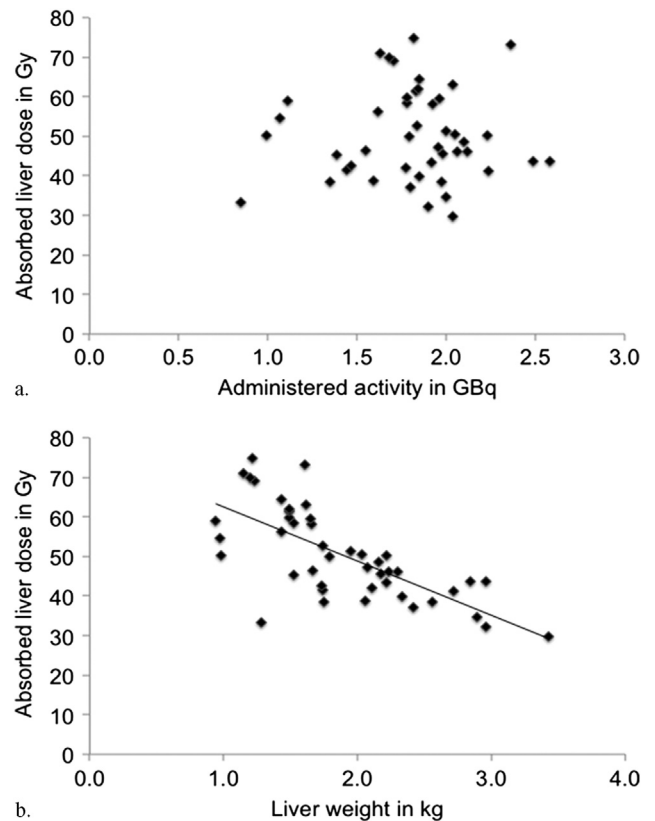 80
70
60
50
40
30
20
10
0
Absorbed liver dose in Gy
0.0 0.5 1.0 1.5 2.0 2.5 3.0
a.
Administered activity in GBq
80
70
60
50
40
30
20
10
0
Absorbed liver dose in Gy
0.0 1.0 2.0 3.0 4.0
b.
Liver weight in kg